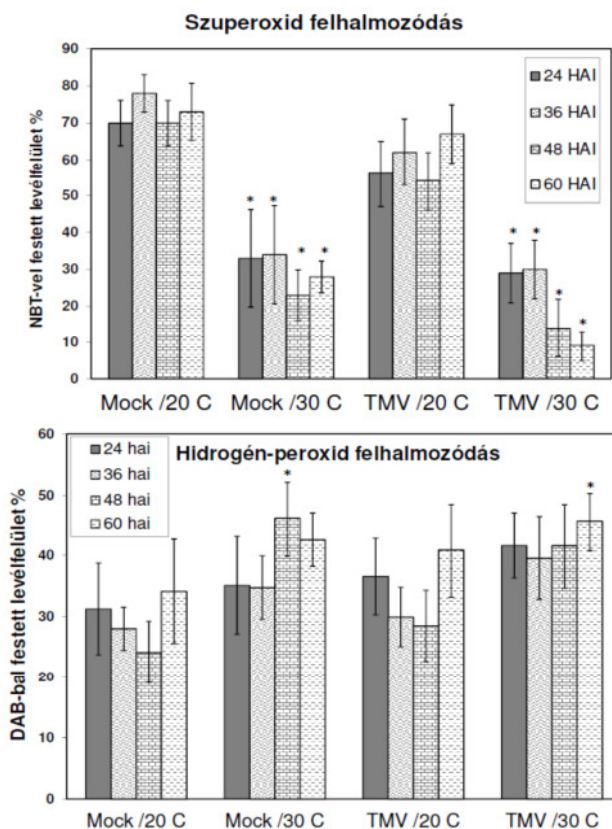 Szuperoxid felhalmozódás
NBT-vel festett levélfelület %
90
80
70
60
50
40
30
20
10
0
24 HAI
36 HAI
48 HAI
60 HAI
* * * *
* * * *
Mock /20 C Mock /30 C TMV /20 C TMV /30 C
Hidrogén-peroxid felhalmozódás
DAB-bal festett levélfelület %
60
50
40
30
20
10
0
24 hai
36 hai
48 hai
60 hai
* *
Mock /20 C Mock /30 C TMV /20 C TMV /30 C